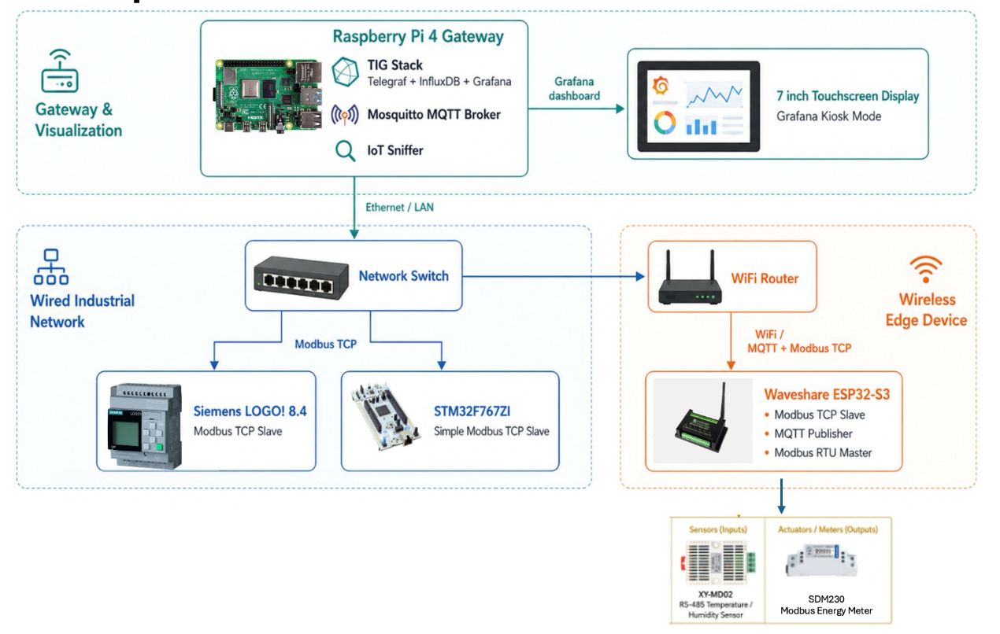 Raspberry Pi 4 Gateway
TIG Stack
Telegraf + InfluxDB + Grafana
Mosquitto MQTT Broker
IoT Sniffer
Gateway &
Visualization
Grafana
dashboard
7 inch Touchscreen Display
Grafana Kiosk Mode
Ethernet / LAN
Wired Industrial
Network
Network Switch
Modbus TCP
Siemens LOGO! 8.4
Modbus TCP Slave
SIEMENS
LOGO!
STM32F767ZI
Simple Modbus TCP Slave
WiFi Router
Wireless
Edge Device
WiFi /
MQTT + Modbus TCP
Waveshare ESP32-S3
• Modbus TCP Slave
• MQTT Publisher
• Modbus RTU Master
Sensors (Inputs)
XY-MD02
RS-485 Temperature /
Humidity Sensor
Actuators / Meters (Outputs)
SDM230
Modbus Energy Meter